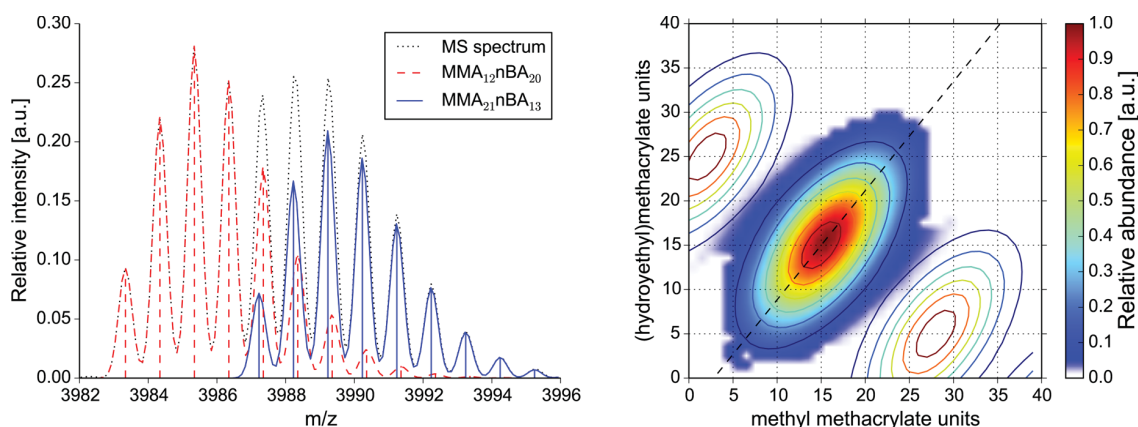 0.30
0.25
0.20
0.15
0.10
0.05
0.00
Relative intensity [a.u.]
3982 3984 3986 3988 3990 3992 3994 3996
m/z
MS spectrum
MMA₁₂nBA₂₀
MMA₂₁nBA₁₃
40
35
30
25
20
15
10
5
0
(hydroyethyl)methacrylate units
0 5 10 15 20 25 30 35 40
methyl methacrylate units
1.0
0.9
0.8
0.7
0.6
0.5
0.4
0.3
0.2
0.1
0.0
Relative abundance [a.u.]